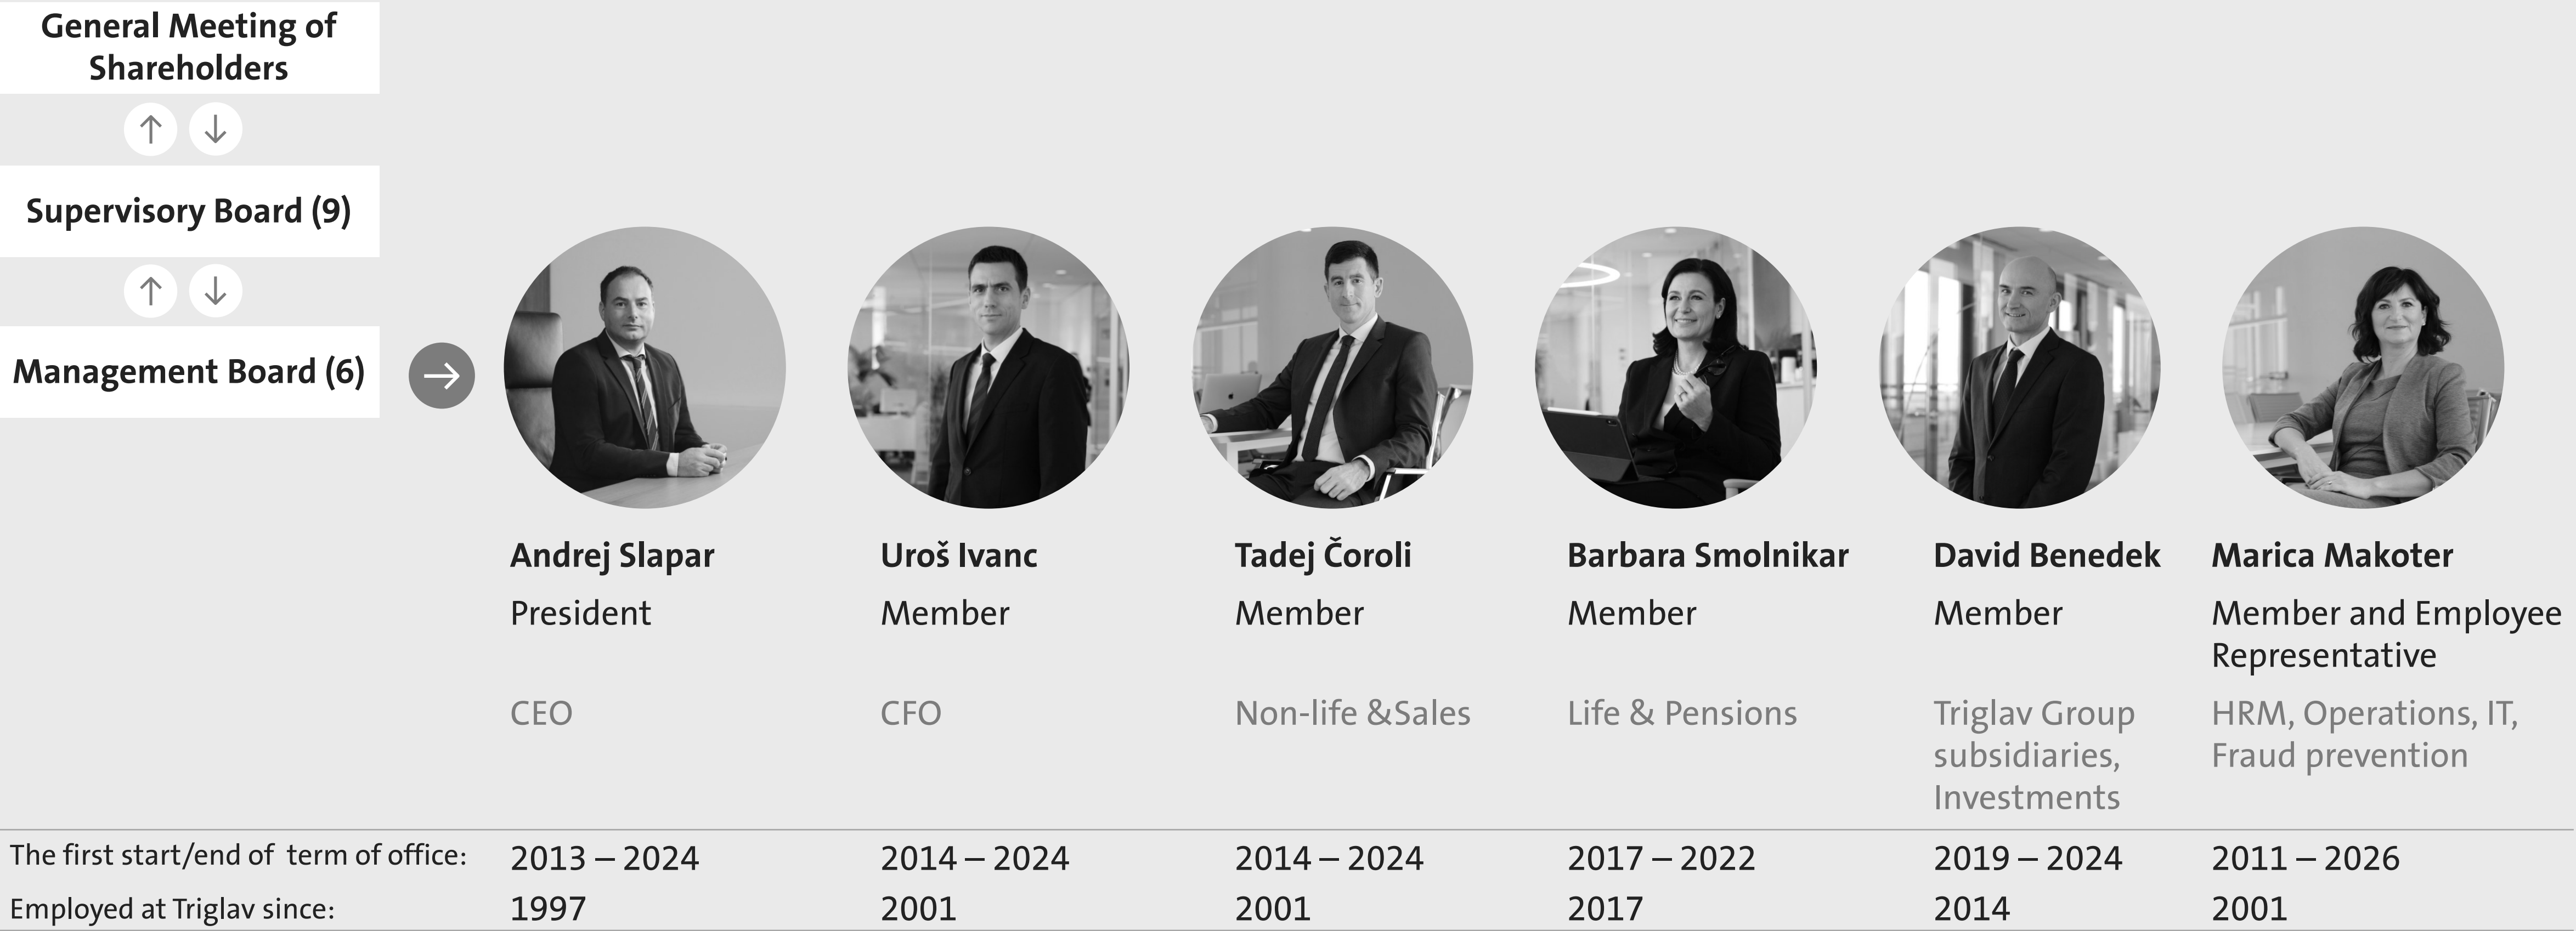 General Meeting of
Shareholders
Supervisory Board (9)
Management Board (6)
Andrej Slapar
President
CEO
Uroš Ivanc
Member
CFO
Tadej Čoroli
Member
Non-life &Sales
Barbara Smolnikar
Member
Life & Pensions
David Benedek
Member
Triglav Group
subsidiaries,
Investments
Marica Makoter
Member and Employee
Representative
HRM, Operations, IT,
Fraud prevention
The first start/end of term of office: 2013 – 2024 2014 – 2024 2014 – 2024 2017 – 2022 2019 – 2024 2011 – 2026
Employed at Triglav since: 1997 2001 2001 2017 2014 2001